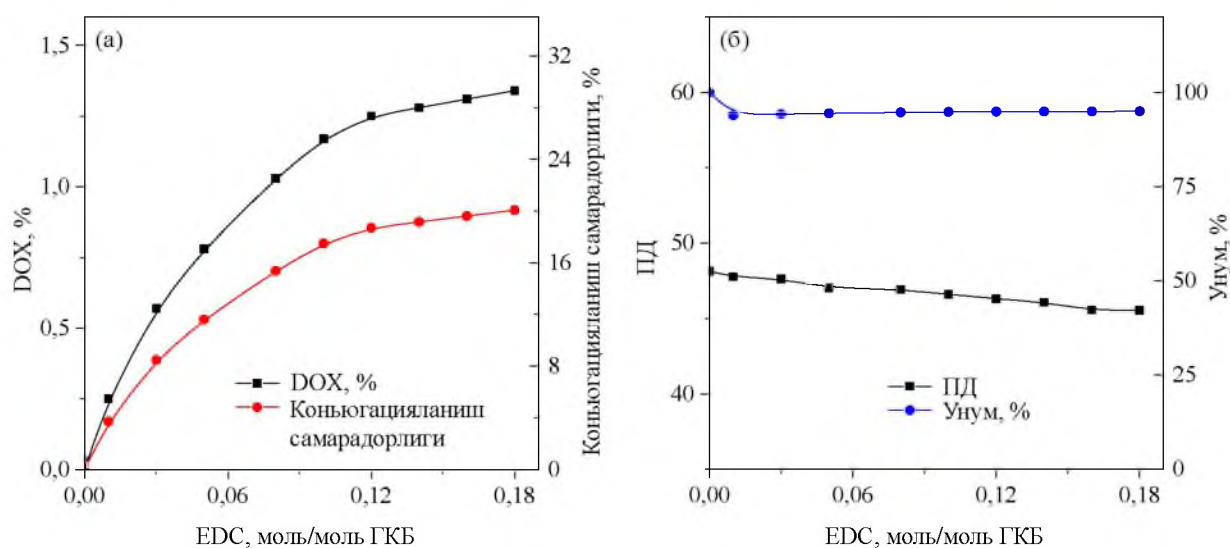 (а)
1,5
1,0
0,5
0,0
DOX, %
32
24
16
8
0
Коньюгацияланиш самарадорлиги, %
DOX, %
Коньюгацияланиш
самарадорлиги
0,00
0,06
0,12
0,18
EDC, моль/моль ГКБ
(б)
60
50
40
ПД
100
75
50
25
0
Унум, %
ПД
Унум, %
0,00
0,06
0,12
0,18
EDC, моль/моль ГКБ